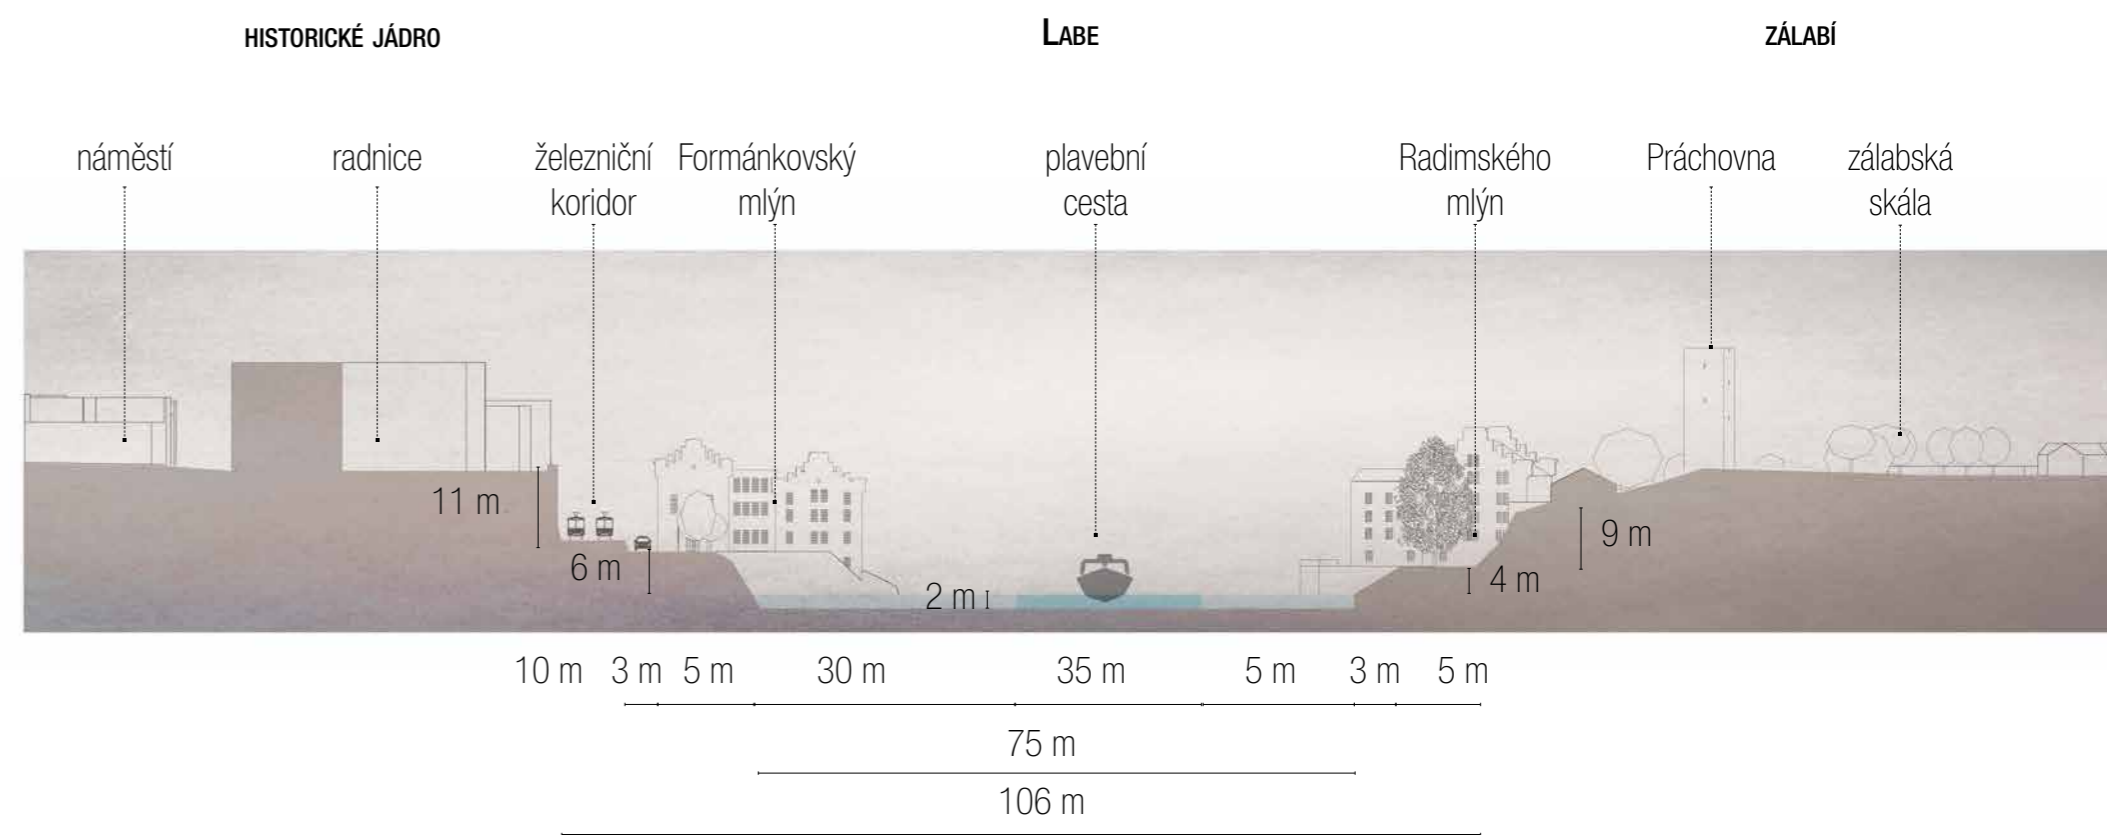 HISTORICKÉ JÁDRO
LABE
ZÁLABÍ
náměstí
radnice
železniční
koridor
Formánkovský
mlýn
plavební
cesta
Radimského
mlýn
Práchovna
zálabská
skála
11 m
6 m
2 m
9 m
4 m
10 m 3 m 5 m 30 m 35 m 5 m 3 m 5 m
75 m
106 m